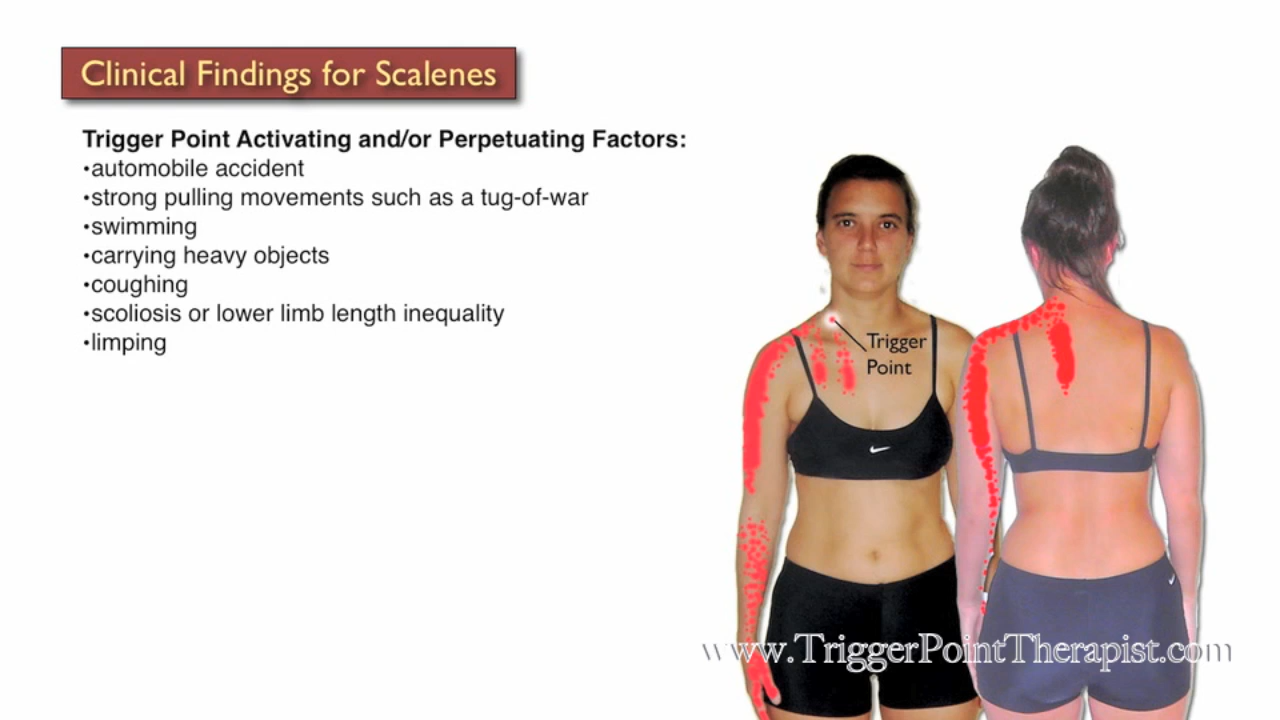 Clinical Findings for Scalenes
Trigger Point Activating and/or Perpetuating Factors:
•automobile accident
•strong pulling movements such as a tug-of-war
•swimming
•carrying heavy objects
•coughing
•scoliosis or lower limb length inequality
•limping
Trigger
Point
www.TriggerPointTherapist.com